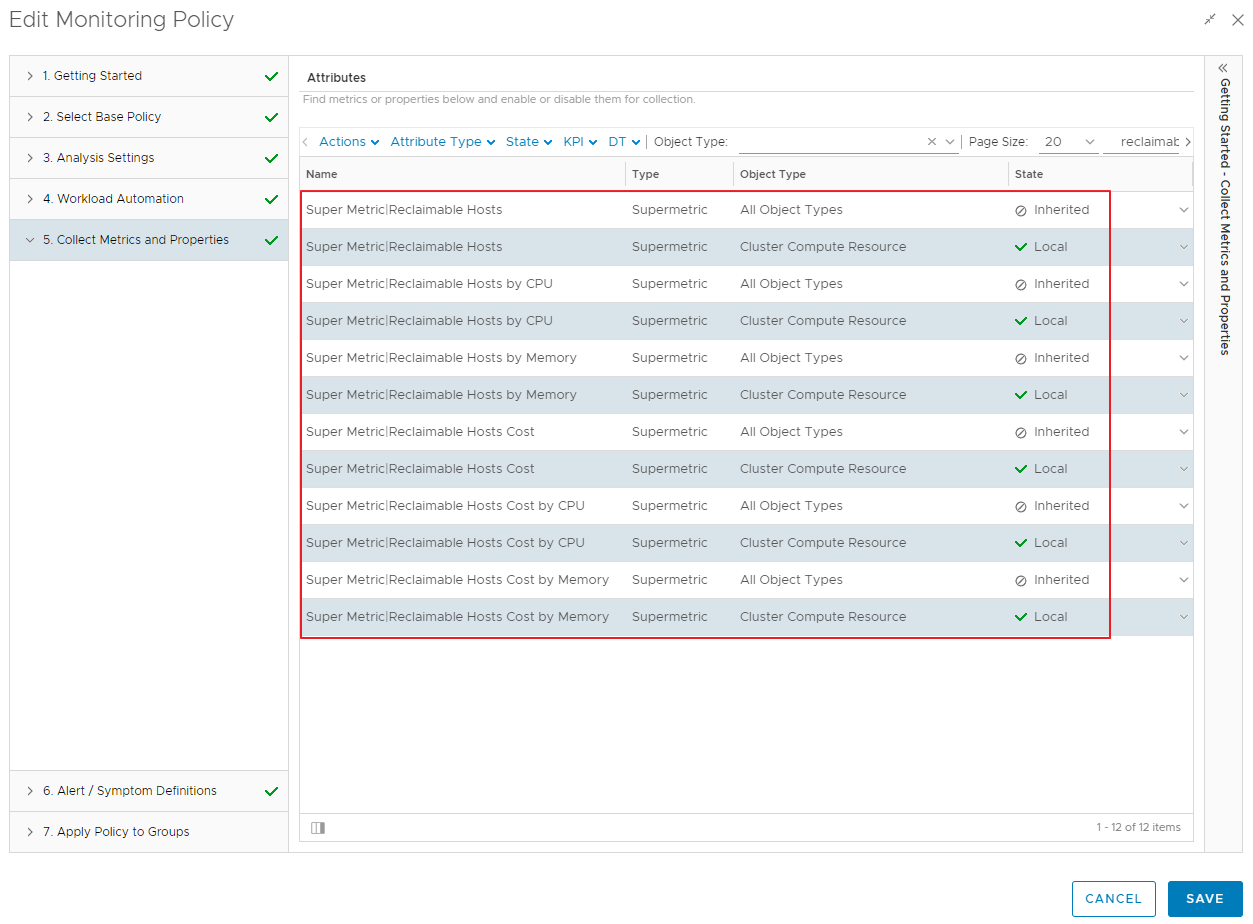 Edit Monitoring Policy
1. Getting Started
2. Select Base Policy
3. Analysis Settings
4. Workload Automation
5. Collect Metrics and Properties
6. Alert / Symptom Definitions
7. Apply Policy to Groups
Attributes
Find metrics or properties below and enable or disable them for collection.
Actions Attribute Type State KPI DT Object Type: Page Size: 20 reclaimab
Name Type Object Type State
Super Metric|Reclaimable Hosts Supermetric All Object Types Inherited
Super Metric|Reclaimable Hosts Supermetric Cluster Compute Resource Local
Super Metric|Reclaimable Hosts by CPU Supermetric All Object Types Inherited
Super Metric|Reclaimable Hosts by CPU Supermetric Cluster Compute Resource Local
Super Metric|Reclaimable Hosts by Memory Supermetric All Object Types Inherited
Super Metric|Reclaimable Hosts by Memory Supermetric Cluster Compute Resource Local
Super Metric|Reclaimable Hosts Cost Supermetric All Object Types Inherited
Super Metric|Reclaimable Hosts Cost Supermetric Cluster Compute Resource Local
Super Metric|Reclaimable Hosts Cost by CPU Supermetric All Object Types Inherited
Super Metric|Reclaimable Hosts Cost by CPU Supermetric Cluster Compute Resource Local
Super Metric|Reclaimable Hosts Cost by Memory Supermetric All Object Types Inherited
Super Metric|Reclaimable Hosts Cost by Memory Supermetric Cluster Compute Resource Local
1 - 12 of 12 items
Getting Started - Collect Metrics and Properties
CANCEL SAVE